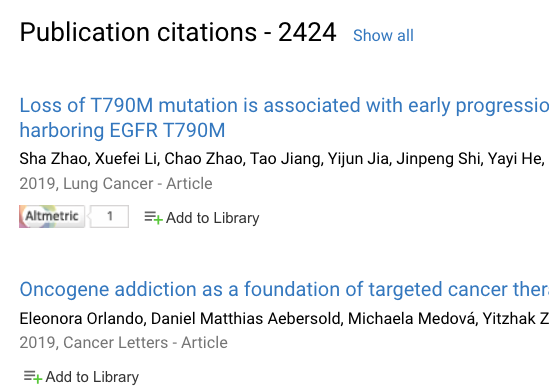 Publication citations - 2424 Show all
Loss of T790M mutation is associated with early progressio
harboring EGFR T790M
Sha Zhao, Xuefei Li, Chao Zhao, Tao Jiang, Yijun Jia, Jinpeng Shi, Yayi He,
2019, Lung Cancer - Article
Altmetric 1 Add to Library
Oncogene addiction as a foundation of targeted cancer ther
Eleonora Orlando, Daniel Matthias Aebersold, Michaela Medová, Yitzhak Z
2019, Cancer Letters - Article
Add to Library